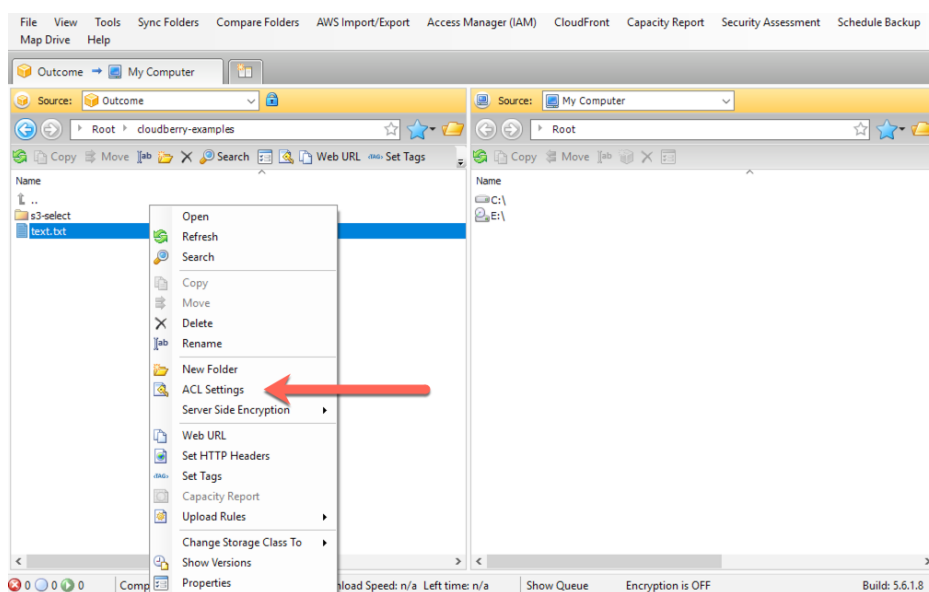 File View Tools Sync Folders Compare Folders AWS Import/Export Access Manager (IAM) CloudFront Capacity Report Security Assessment Schedule Backup
Map Drive Help
Outcome My Computer
Source: Outcome
Root cloudberry-examples
Copy Move Search Web URL Set Tags
Name
..
s3-select
text.txt
Open
Refresh
Search
Copy
Move
Delete
Rename
New Folder
ACL Settings
Server Side Encryption
Web URL
Set HTTP Headers
Set Tags
Capacity Report
Upload Rules
Change Storage Class To
Show Versions
Properties
Source: My Computer
Root
Copy Move
Name
C:\
E:\
0 0 0 Speed: n/a Left time: n/a Show Queue Encryption is OFF Build: 5.6.1.8